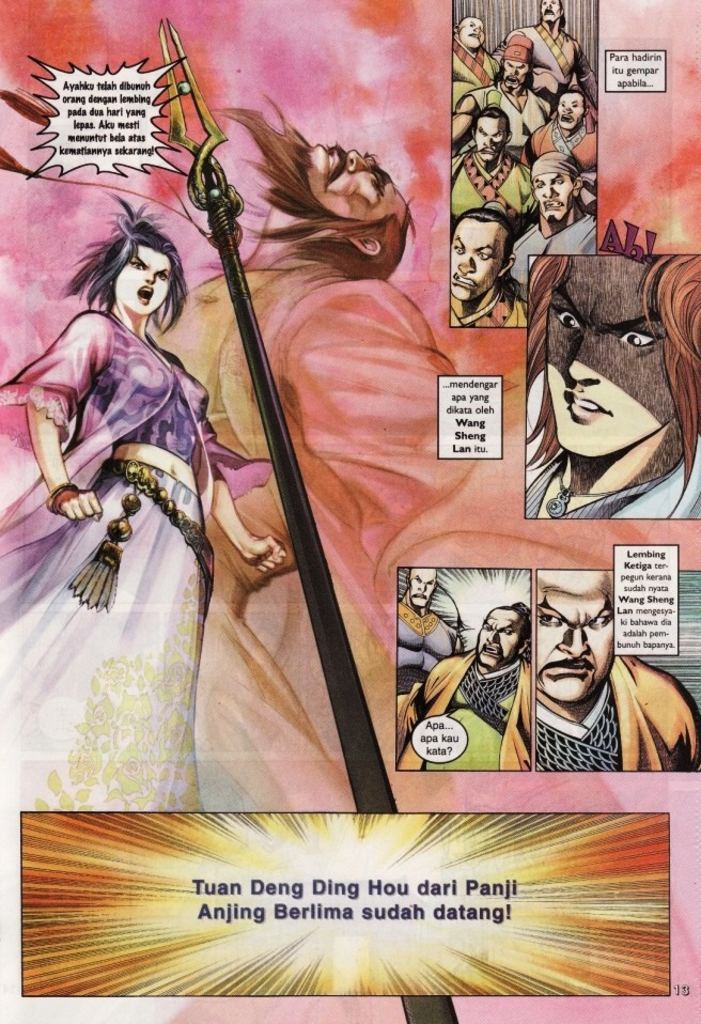 Ayahku telah dibunuh
orang dengan lembing
pada dua hari yang
lepas. Aku mesti
menuntut bela atas
kematiannya sekarang!
Para hadirin
itu gempar
apabila...
Ah!
...mendengar
apa yang
dikata oleh
Wang
Sheng
Lan itu.
Apa...
apa kau
kata?
Lembing
Ketiga ter-
pegun kerana
sudah nyata
Wang Sheng
Lan mengesya-
ki bahawa dia
adalah pem-
bunuh bapanya.
Tuan Deng Ding Hou dari Panji
Anjing Berlima sudah datang!
13